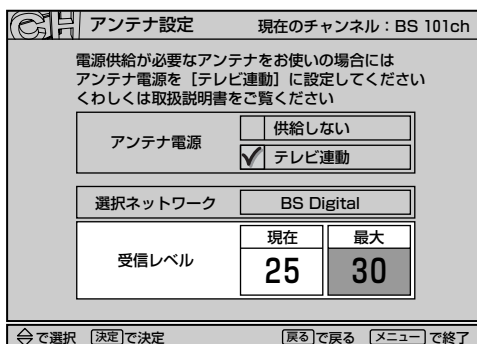 CH アンテナ設定 現在のチャンネル：BS 101ch
電源供給が必要なアンテナをお使いの場合には
アンテナ電源を［テレビ連動］に設定してください
くわしくは取扱説明書をご覧ください
アンテナ電源
供給しない
テレビ連動
選択ネットワーク BS Digital
受信レベル
現在 最大
25 30
で選択 決定で決定 戻るで戻る メニューで終了